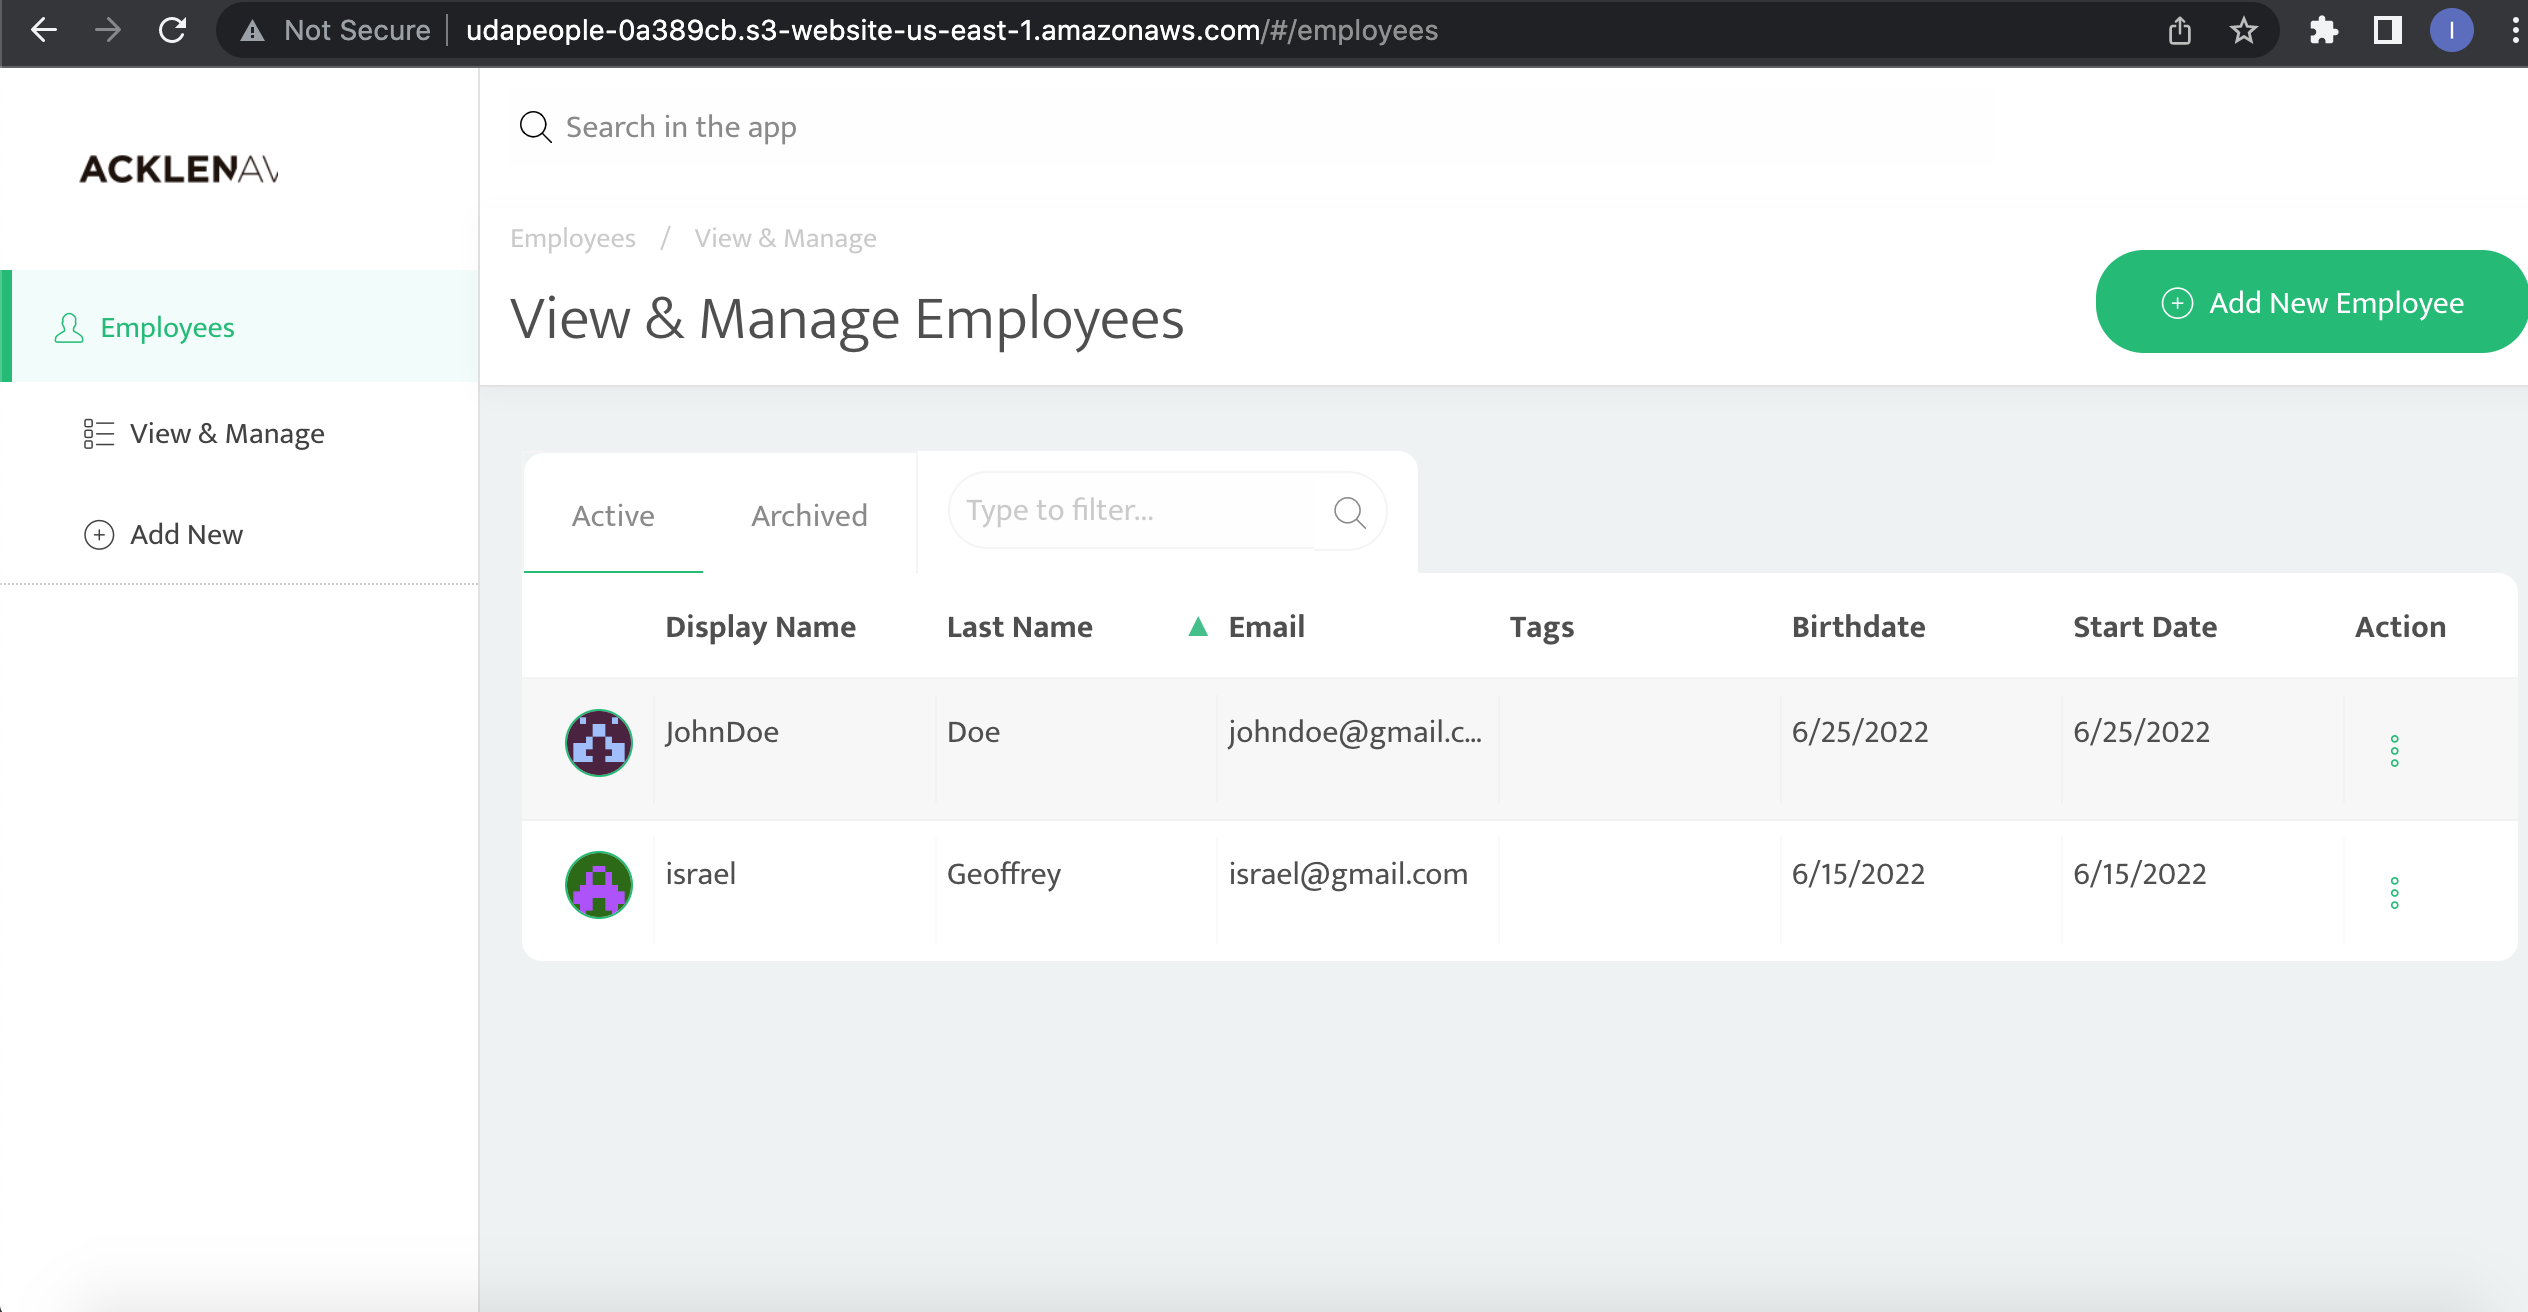 Not Secure udapeople-0a389cb.s3-website-us-east-1.amazonaws.com/#/employees
I
ACKLENAV
Search in the app
Employees / View & Manage
View & Manage Employees
Add New Employee
Employees
View & Manage
Add New
Active Archived Type to filter...
Display Name Last Name Email Tags Birthdate Start Date Action
JohnDoe Doe johndoe@gmail.c... 6/25/2022 6/25/2022
israel Geoffrey israel@gmail.com 6/15/2022 6/15/2022